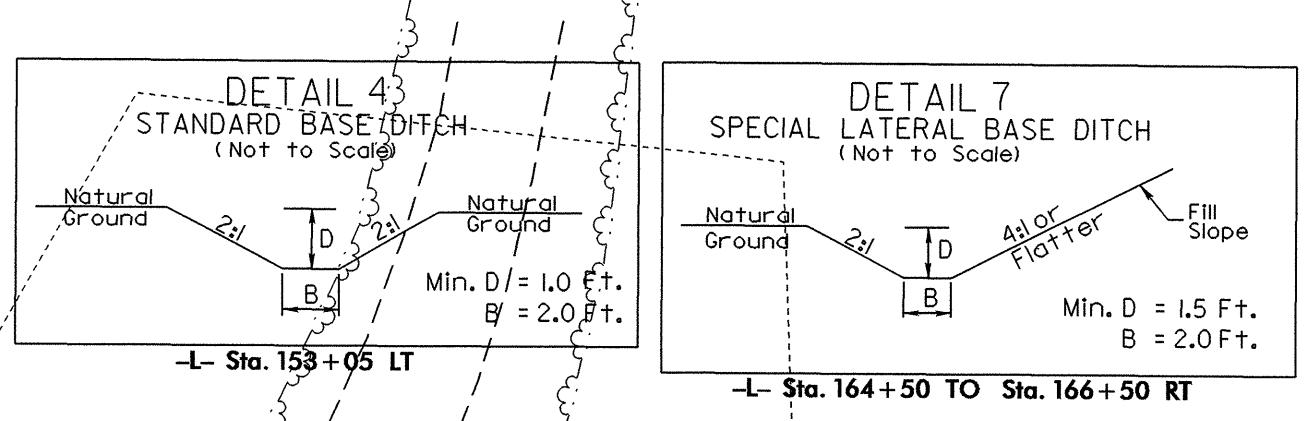 DETAIL 4
STANDARD BASE DITCH
(Not to Scale)
Natural
Ground
2:1
D
2:1
Natural
Ground
B
Min. D = 1.0 Ft.
B = 2.0 Ft.
-L- Sta. 153+05 LT
DETAIL 7
SPECIAL LATERAL BASE DITCH
(Not to Scale)
Natural
Ground
2:1
D
4:1 or
Flatter
Fill
Slope
B
Min. D = 1.5 Ft.
B = 2.0 Ft.
-L- Sta. 164+50 TO Sta. 166+50 RT